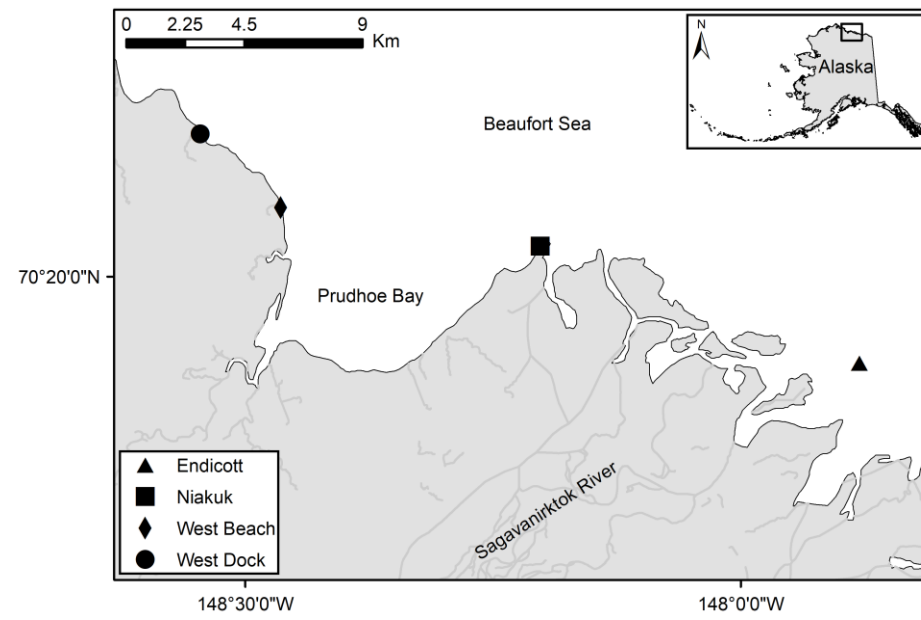 0 2.25 4.5 9
Km
N
Alaska
Beaufort Sea
70°20'0"N
Prudhoe Bay
Endicott
Niakuk
West Beach
West Dock
Sagavanirktok River
148°30'0"W
148°0'0"W